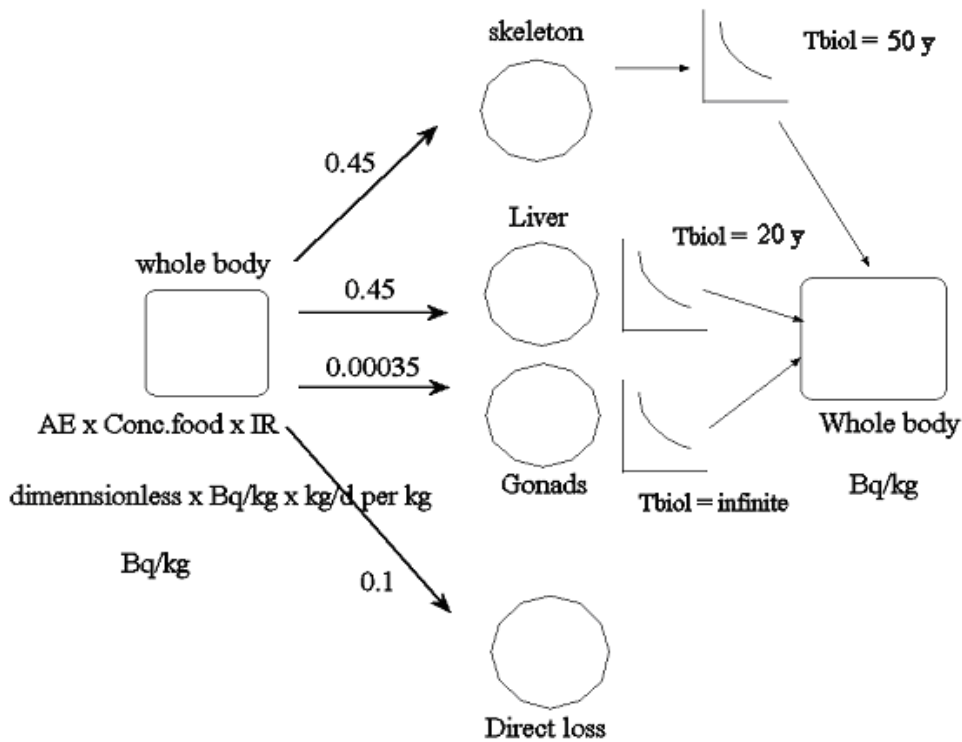 skeleton
Tbiol = 50 y
0.45
Liver
Tbiol = 20 y
whole body
0.45
0.00035
AE x Conc.food x IR
Whole body
Gonads
dimennsionless x Bq/kg x kg/d per kg
Tbiol = infinite
Bq/kg
Bq/kg
0.1
Direct loss